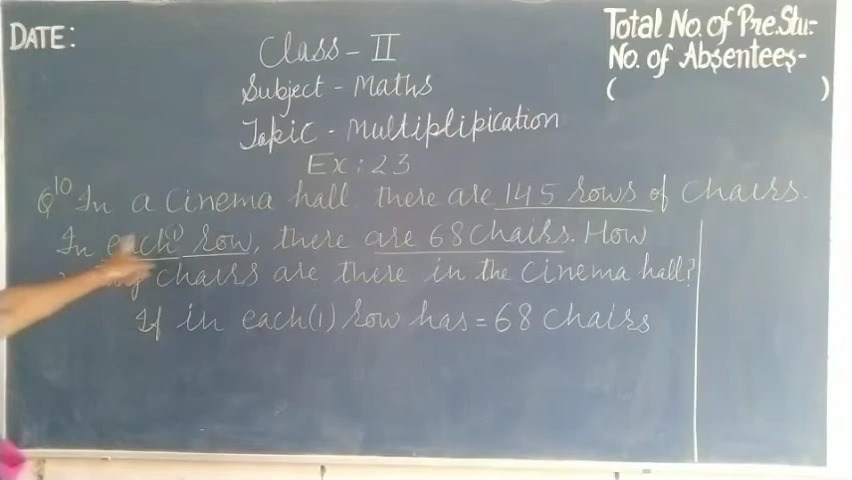 DATE:
Total No. of Pre.Stu:-
No. of Absentees-
( )
Class - II
Subject - Maths
Topic - Multiplipication
Ex: 23
Q10 In a cinema hall there are 145 rows of chairs.
In each(1) row, there are 68 chairs. How
chairs are there in the cinema hall?
If in each(1) row has = 68 chairs